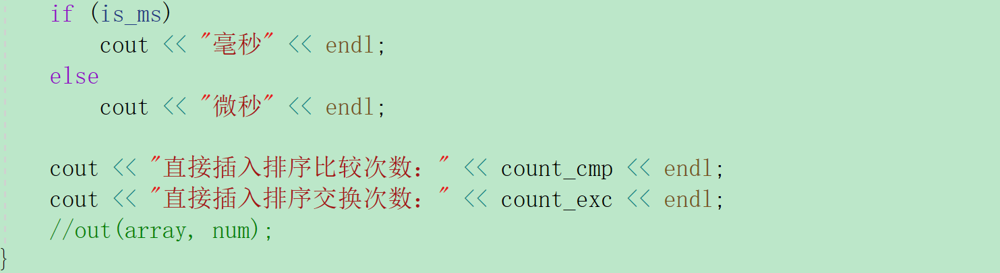 if (is_ms)
cout << "毫秒" << endl;
else
cout << "微秒" << endl;
cout << "直接插入排序比较次数：" << count_cmp << endl;
cout << "直接插入排序交换次数：" << count_exc << endl;
//out(array, num);
}